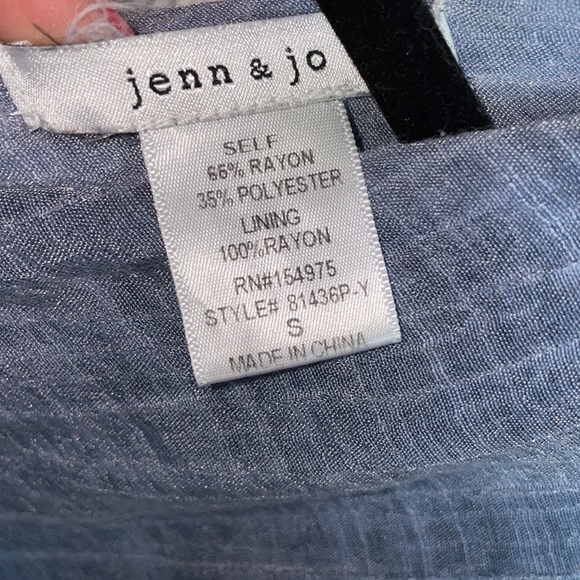 jenn & jo
SELF
65% RAYON
35% POLYESTER
LINING
100%RAYON
RN#154975
STYLE# 81436P-Y
S
MADE IN CHINA